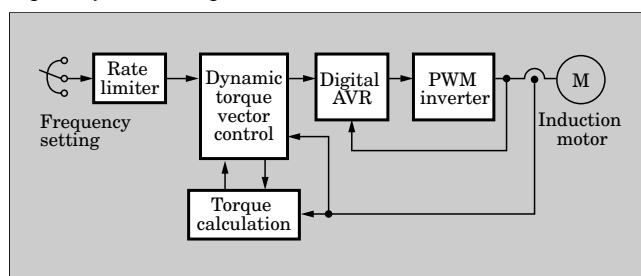 Rate
limiter
Dynamic
torque
vector
control
Digital
AVR
PWM
inverter
M
Frequency
setting
Induction
motor
Torque
calculation